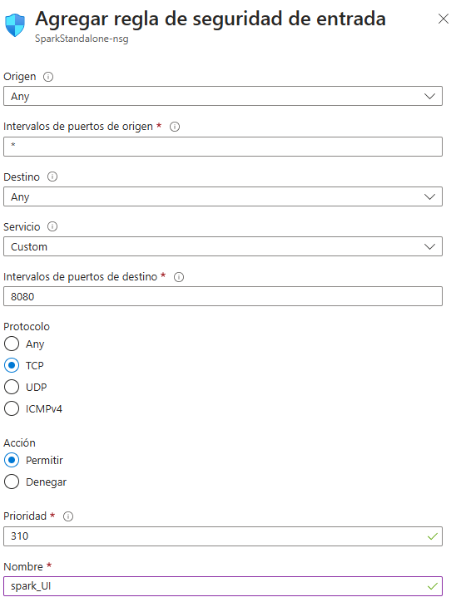 Agregar regla de seguridad de entrada
SparkStandalone-nsg
Origen
Any
Intervalos de puertos de origen *
*
Destino
Any
Servicio
Custom
Intervalos de puertos de destino *
8080
Protocolo
Any
TCP
UDP
ICMPv4
Acción
Permitir
Denegar
Prioridad *
310
Nombre *
spark_UI